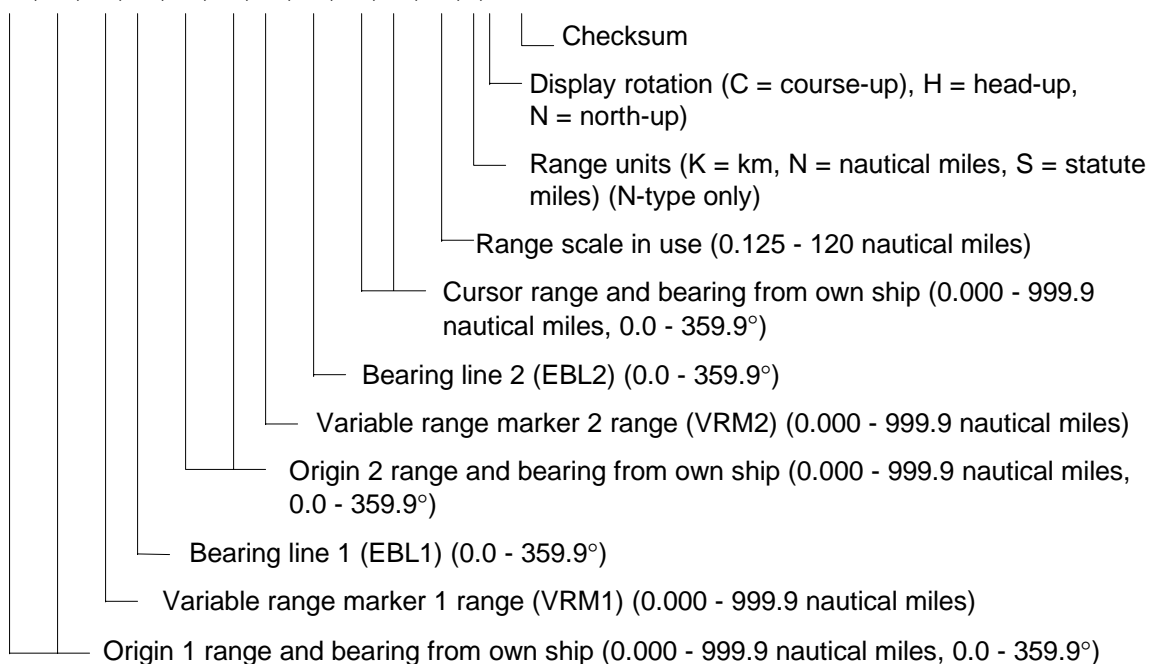 Checksum
Display rotation (C = course-up), H = head-up,
N = north-up)
Range units (K = km, N = nautical miles, S = statute
miles) (N-type only)
Range scale in use (0.125 - 120 nautical miles)
Cursor range and bearing from own ship (0.000 - 999.9
nautical miles, 0.0 - 359.9°)
Bearing line 2 (EBL2) (0.0 - 359.9°)
Variable range marker 2 range (VRM2) (0.000 - 999.9 nautical miles)
Origin 2 range and bearing from own ship (0.000 - 999.9 nautical miles,
0.0 - 359.9°)
Bearing line 1 (EBL1) (0.0 - 359.9°)
Variable range marker 1 range (VRM1) (0.000 - 999.9 nautical miles)
Origin 1 range and bearing from own ship (0.000 - 999.9 nautical miles, 0.0 - 359.9°)